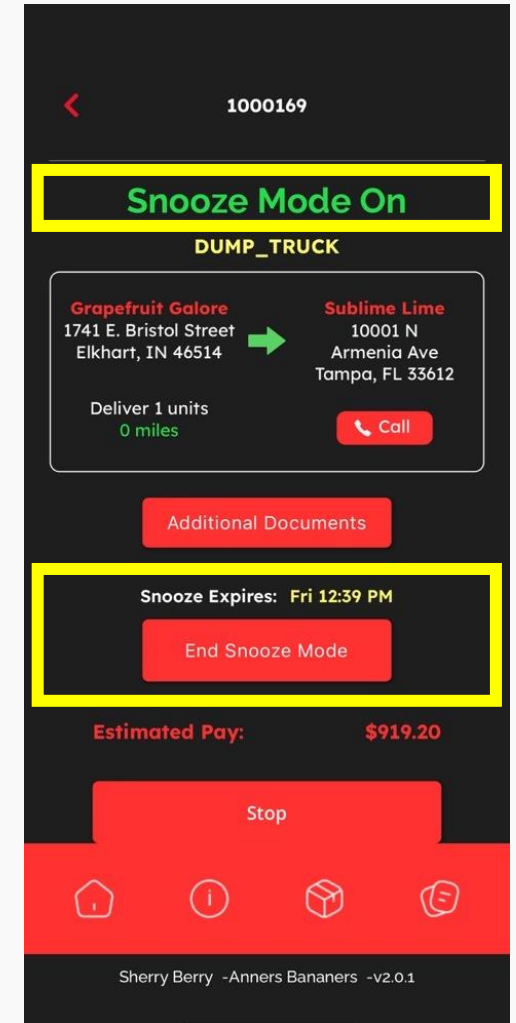 1000169
Snooze Mode On
DUMP_TRUCK
Grapefruit Galore
1741 E. Bristol Street
Elkhart, IN 46514
Deliver 1 units
0 miles
Sublime Lime
10001 N
Armenia Ave
Tampa, FL 33612
Call
Additional Documents
Snooze Expires: Fri 12:39 PM
End Snooze Mode
Estimated Pay: $919.20
Stop
Sherry Berry -Anners Bananers -v2.0.1